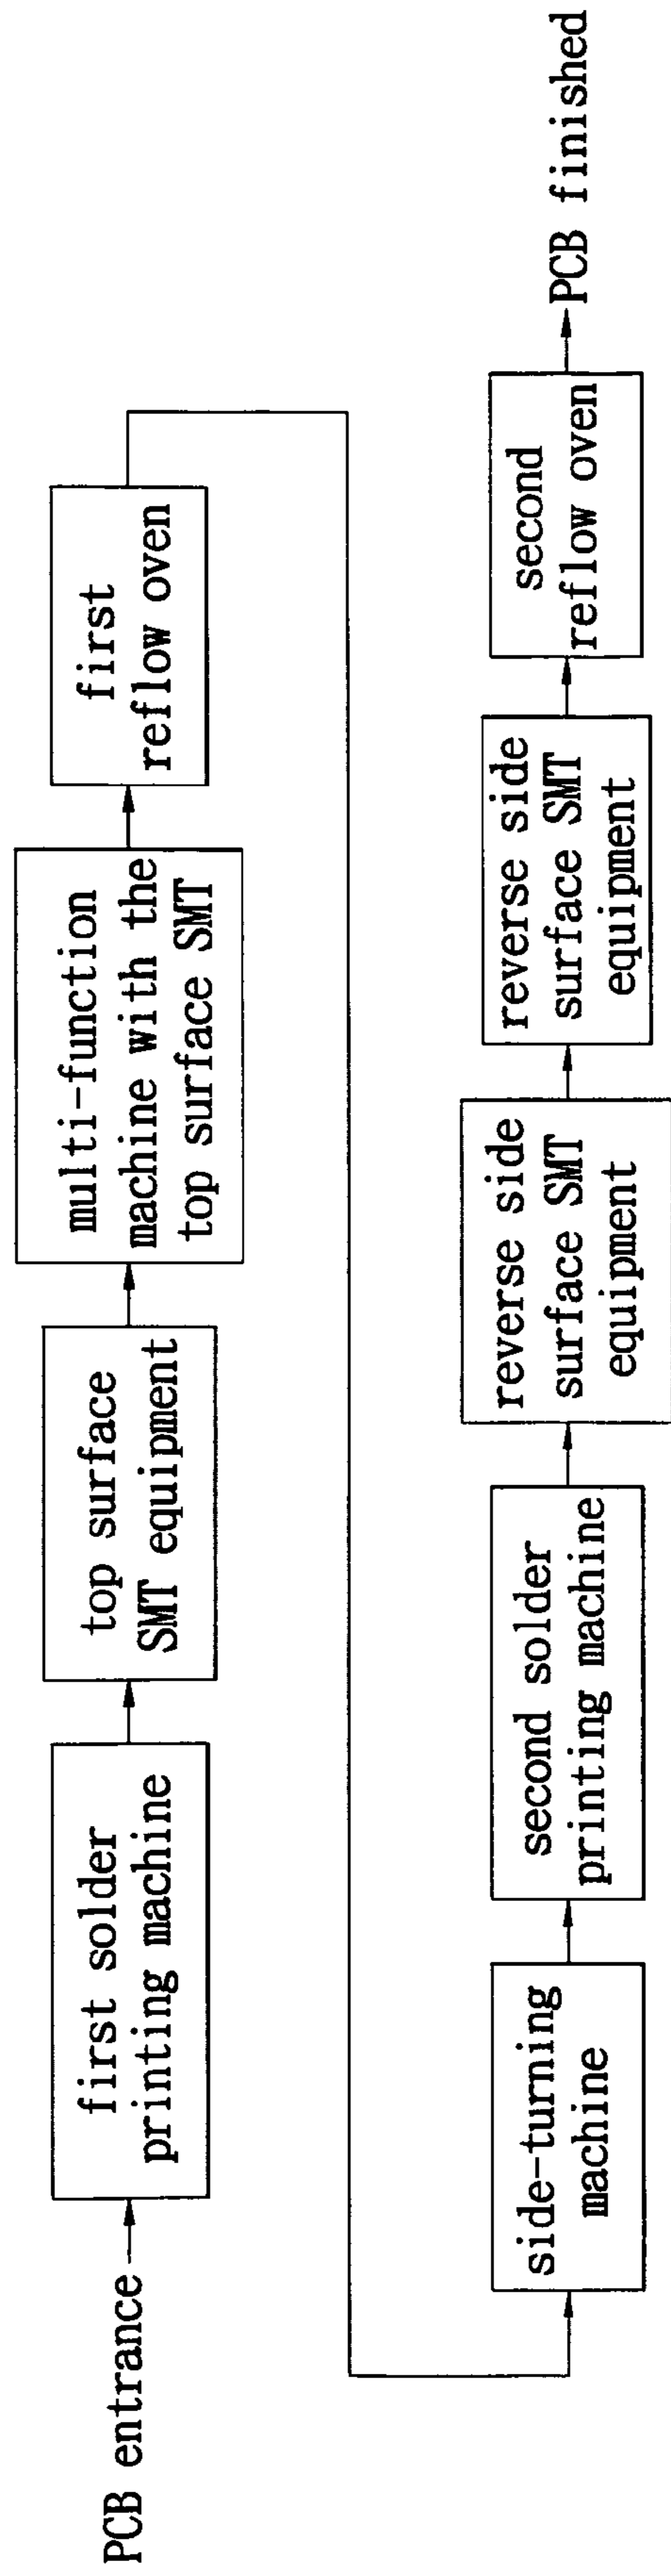 PCB entrance
first solder
printing machine
top surface
SMT equipment
multi-function
machine with the
top surface SMT
first
reflow oven
side-turning
machine
second solder
printing machine
reverse side
surface SMT
equipment
reverse side
surface SMT
equipment
second
reflow oven
PCB finished